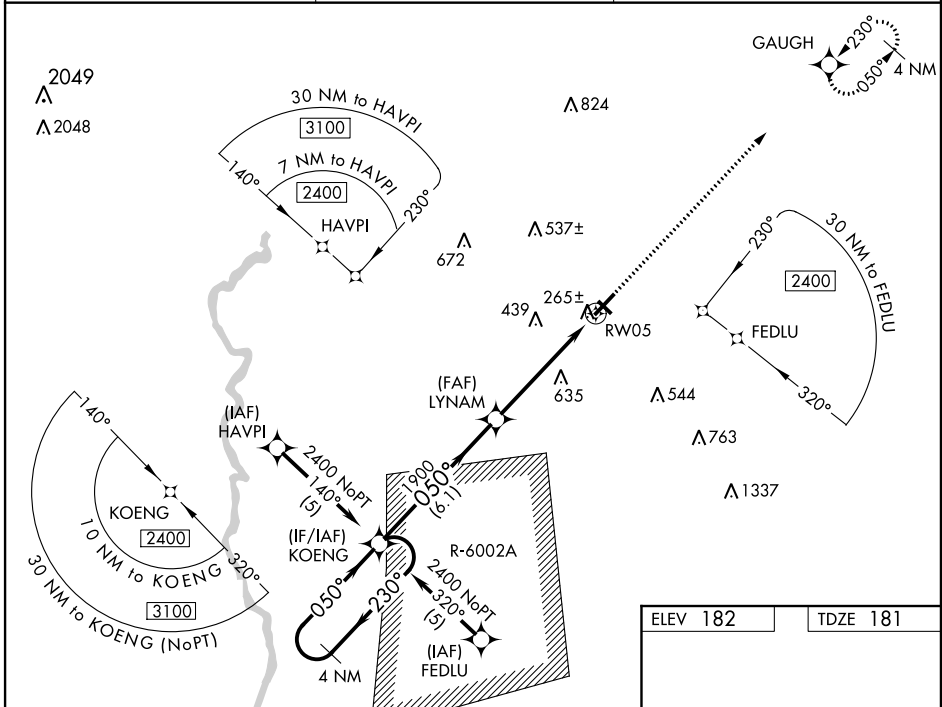 2049
2048
30 NM to HAVPI
3100
7 NM to HAVPI
2400
140°
230°
HAVPI
824
GAUGH
230°
050°
4 NM
537±
672
439
265±
RW05
230°
30 NM to FEDLU
2400
FEDLU
320°
635
544
763
1337
(FAF)
LYNAM
(IAF)
HAVPI
2400 NoPT
140°
(5)
1900
050°
(6.1)
(IF/IAF)
KOENG
R-6002A
140°
KOENG
2400
10 NM to KOENG
320°
3100
30 NM to KOENG (NoPT)
050°
230°
4 NM
2400 NoPT
320°
(5)
(IAF)
FEDLU
ELEV 182
TDZE 181